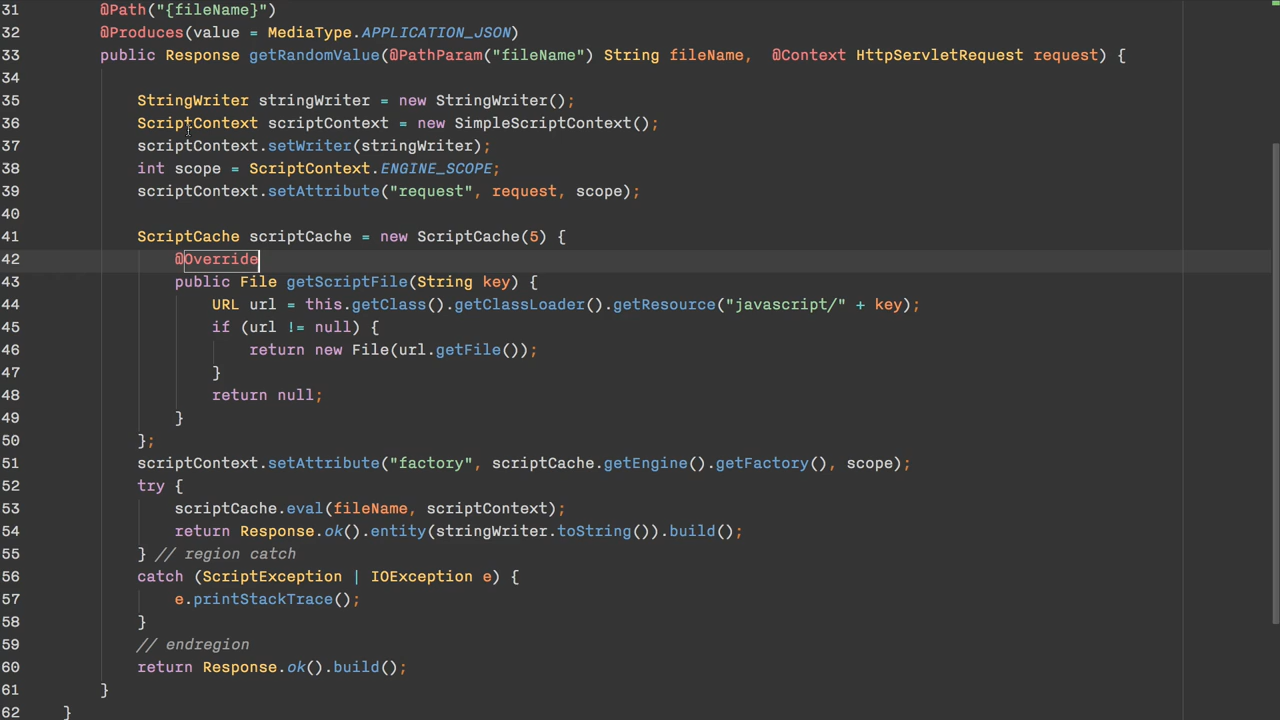 31 @Path("{fileName}")
32 @Produces(value = MediaType.APPLICATION_JSON)
33 public Response getRandomValue(@PathParam("fileName") String fileName, @Context HttpServletRequest request) {
34
35 StringWriter stringWriter = new StringWriter();
36 ScriptContext scriptContext = new SimpleScriptContext();
37 scriptContext.setWriter(stringWriter);
38 int scope = ScriptContext.ENGINE_SCOPE;
39 scriptContext.setAttribute("request", request, scope);
40
41 ScriptCache scriptCache = new ScriptCache(5) {
42 @Override
43 public File getScriptFile(String key) {
44 URL url = this.getClass().getClassLoader().getResource("javascript/" + key);
45 if (url != null) {
46 return new File(url.getFile());
47 }
48 return null;
49 }
50 };
51 scriptContext.setAttribute("factory", scriptCache.getEngine().getFactory(), scope);
52 try {
53 scriptCache.eval(fileName, scriptContext);
54 return Response.ok().entity(stringWriter.toString()).build();
55 } // region catch
56 catch (ScriptException | IOException e) {
57 e.printStackTrace();
58 }
59 // endregion
60 return Response.ok().build();
61 }
62 }